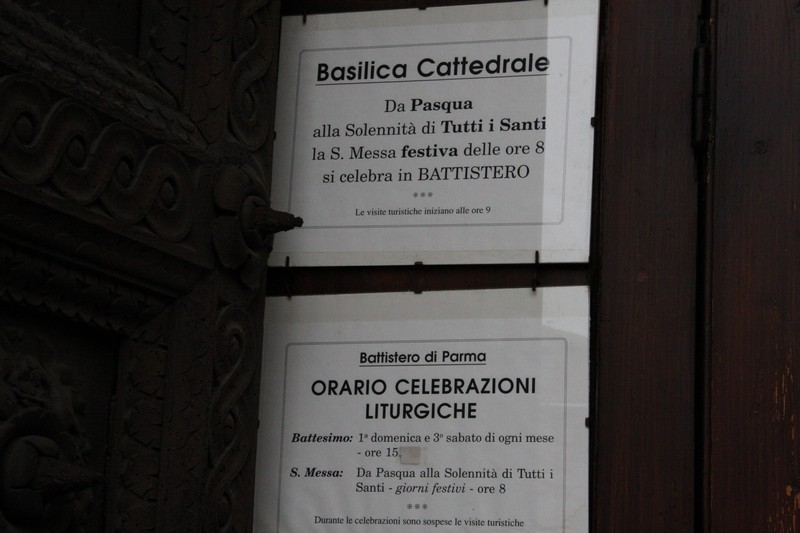 Basilica Cattedrale
Da Pasqua
alla Solennità di Tutti i Santi
la S. Messa festiva delle ore 8
si celebra in BATTISTERO
***
Le visite turistiche iniziano alle ore 9
Battistero di Parma
ORARIO CELEBRAZIONI
LITURGICHE
Battesimo: 1ª domenica e 3º sabato di ogni mese
- ore 15.
S. Messa: Da Pasqua alla Solennità di Tutti i
Santi - giorni festivi - ore 8
***
Durante le celebrazioni sono sospese le visite turistiche